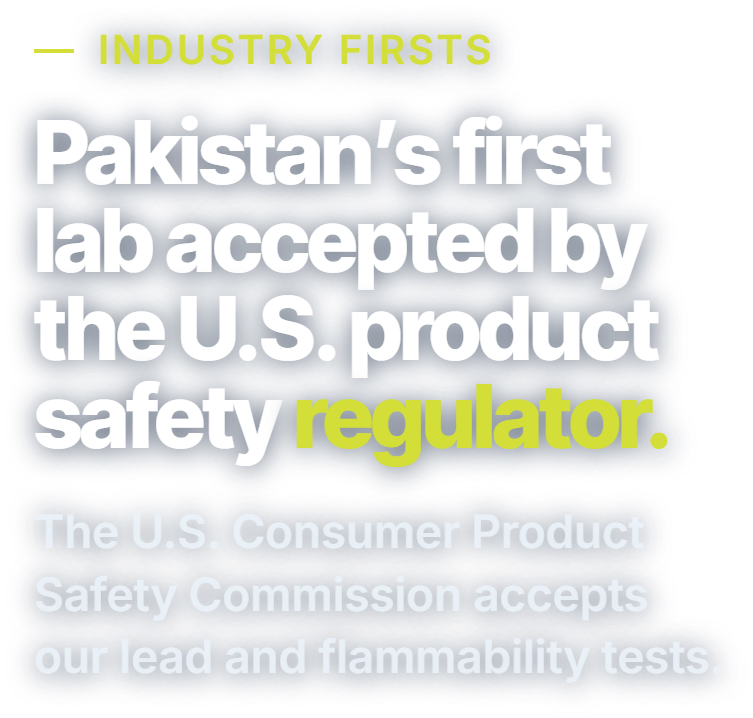 — INDUSTRY FIRSTS
Pakistan’s first
lab accepted by
the U.S. product
safety regulator.
The U.S. Consumer Product
Safety Commission accepts
our lead and flammability tests.